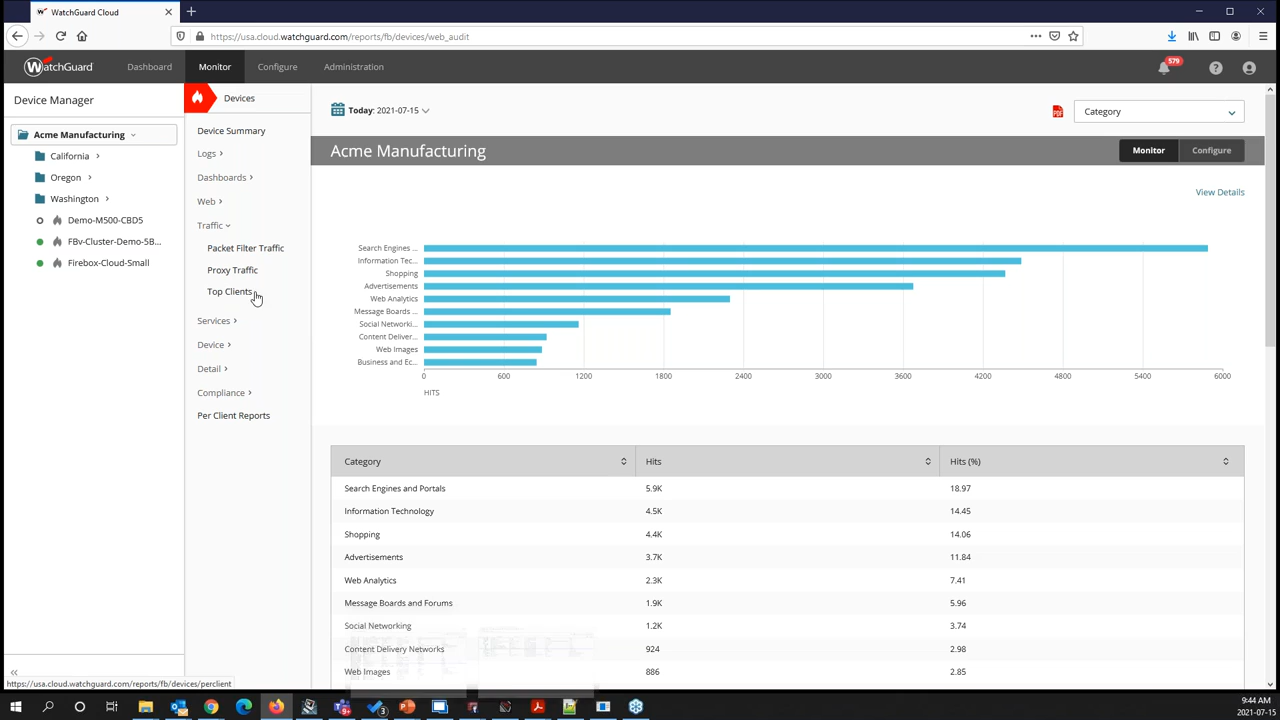 WatchGuard Cloud
https://usa.cloud.watchguard.com/reports/fb/devices/web_audit
WatchGuard
Dashboard
Monitor
Configure
Administration
579
Device Manager
Acme Manufacturing
California
Oregon
Washington
Demo-M500-CBD5
FBv-Cluster-Demo-5B...
Firebox-Cloud-Small
Devices
Device Summary
Logs
Dashboards
Web
Traffic
Packet Filter Traffic
Proxy Traffic
Top Clients
Services
Device
Detail
Compliance
Per Client Reports
Today: 2021-07-15
Category
Acme Manufacturing
Monitor
Configure
View Details
Search Engines ...
Information Tec...
Shopping
Advertisements
Web Analytics
Message Boards ...
Social Networki...
Content Deliver...
Web Images
Business and Ec...
0 600 1200 1800 2400 3000 3600 4200 4800 5400 6000
HITS
Category Hits Hits (%)
Search Engines and Portals 5.9K 18.97
Information Technology 4.5K 14.45
Shopping 4.4K 14.06
Advertisements 3.7K 11.84
Web Analytics 2.3K 7.41
Message Boards and Forums 1.9K 5.96
Social Networking 1.2K 3.74
Content Delivery Networks 924 2.98
Web Images 886 2.85
https://usa.cloud.watchguard.com/reports/fb/devices/perclient
9:44 AM
2021-07-15